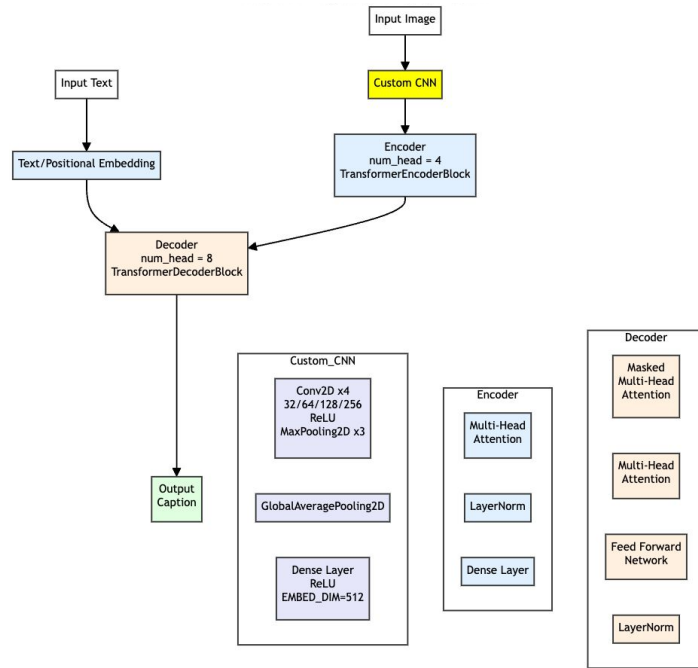 Input Image
Custom CNN
Input Text
Encoder
num_head = 4
TransformerEncoderBlock
Text/Positional Embedding
Decoder
num_head = 8
TransformerDecoderBlock
Output
Caption
Custom_CNN
Conv2D x4
32/64/128/256
ReLU
MaxPooling2D x3
GlobalAveragePooling2D
Dense Layer
ReLU
EMBED_DIM=512
Encoder
Multi-Head
Attention
LayerNorm
Dense Layer
Decoder
Masked
Multi-Head
Attention
Multi-Head
Attention
Feed Forward
Network
LayerNorm